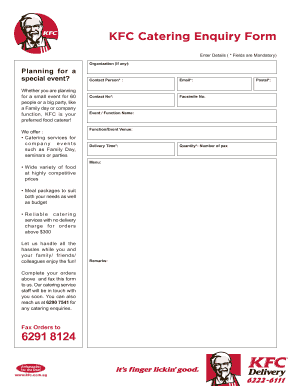 KFC
KFC Catering Enquiry Form
Enter Details ( * Fields are Mandatory)
Planning for a
special event?
Whether you are planning
for a small event for 60
people or a big party, like
a Family day or company
function. KFC is your
preferred food caterer!
We offer :
• Catering services for
company events
such as Family Day,
seminars or parties
• Wide variety of food
at highly competitive
prices
• Meal packages to suit
both your needs as well
as budget
• Reliable catering
services with no delivery
charge for orders
above $300
Let us handle all the
hassles while you and
your family/ friends/
colleagues enjoy the fun!
Complete your orders
above and fax this form
to us. Our catering service
staff will be in touch with
you soon. You can also
reach us at 6290 7541 for
any catering enquiries.
Fax Orders to
6291 8124
Organisation (if any):
Contact Person* :
Email*:
Postal*:
Contact No*:
Facsimile No:
Event / Function Name:
Function/Event Venue:
Delivery Time*:
Quantity*: Number of pax
Menu:
Remarks:
www.kfc.com.sg
it's finger lickin' good.
KFC
KFC
Delivery
6222-6111